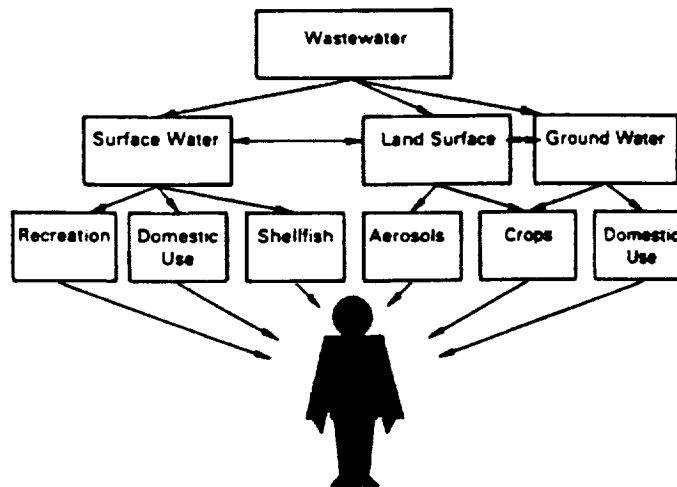 Wastewater
Surface Water
Land Surface
Ground Water
Recreation
Domestic
Use
Shellfish
Aerosols
Crops
Domestic
Use